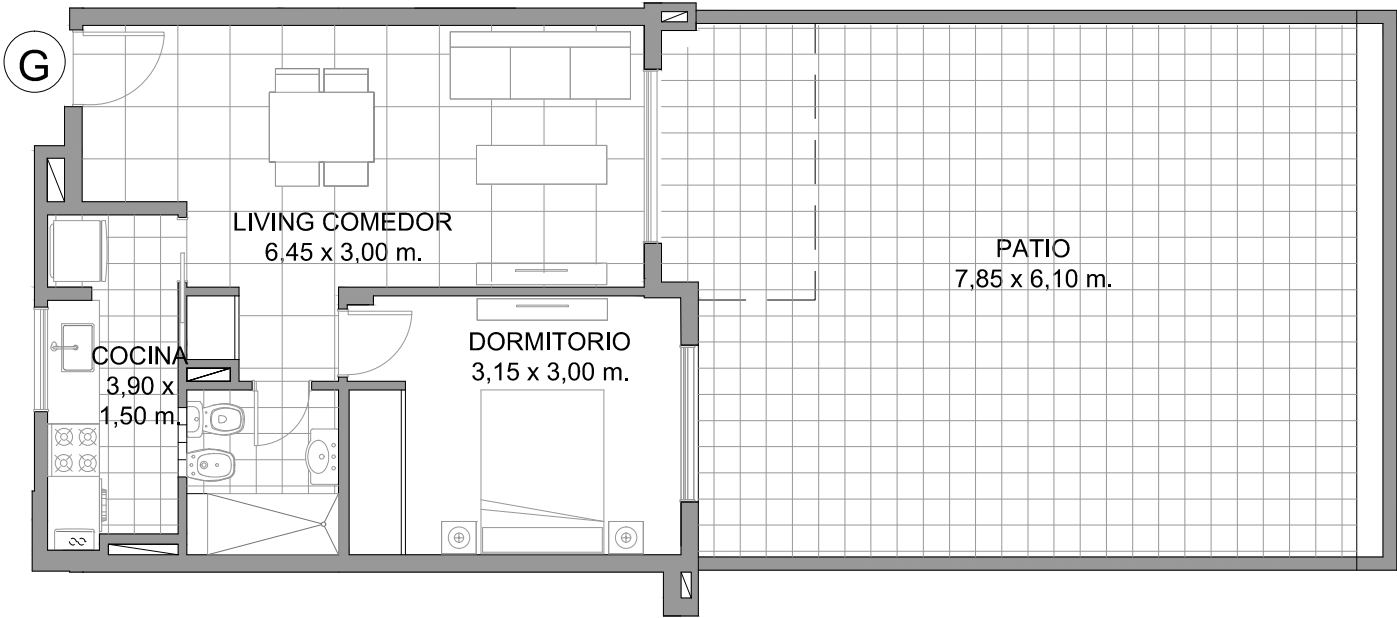 G
LIVING COMEDOR
6,45 x 3,00 m.
PATIO
7,85 x 6,10 m.
DORMITORIO
3,15 x 3,00 m.
COCINA
3,90 x
1,50 m.